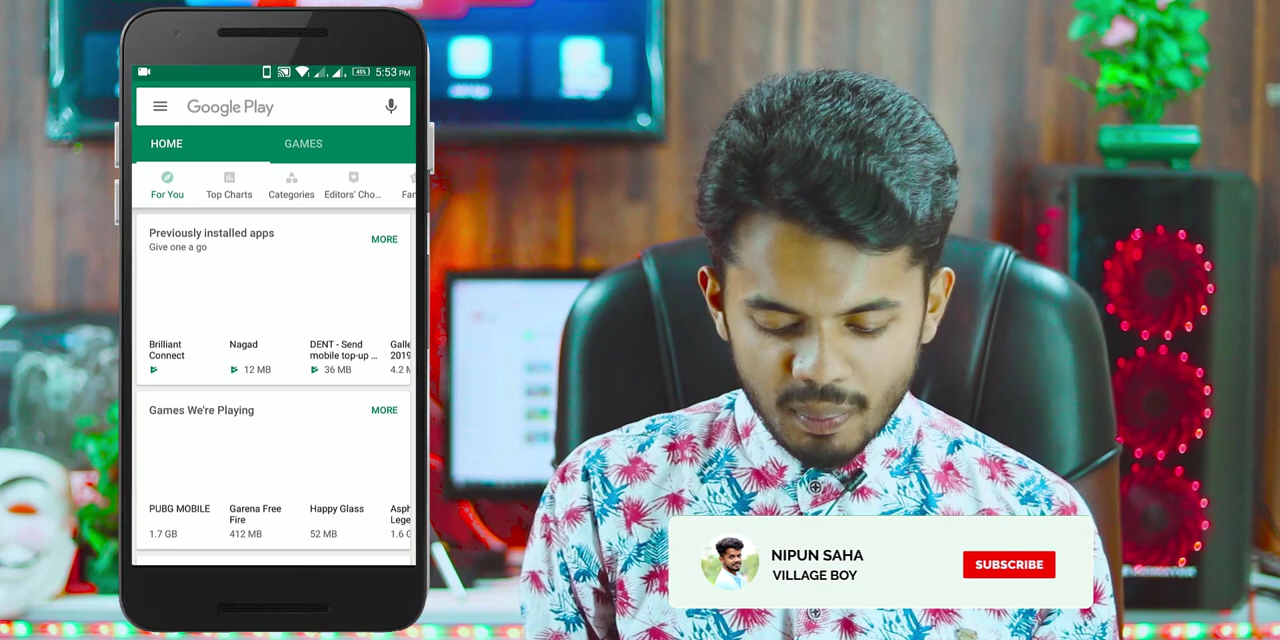 45% 5:53 PM
Google Play
HOME GAMES
For You Top Charts Categories Editors' Cho...
Previously installed apps
MORE
Give one a go
Brilliant
Connect
Nagad
12 MB
DENT - Send
mobile top-up ...
36 MB
2019
Games We're Playing
MORE
PUBG MOBILE
1.7 GB
Garena Free
Fire
412 MB
Happy Glass
52 MB
NIPUN SAHA
VILLAGE BOY
SUBSCRIBE